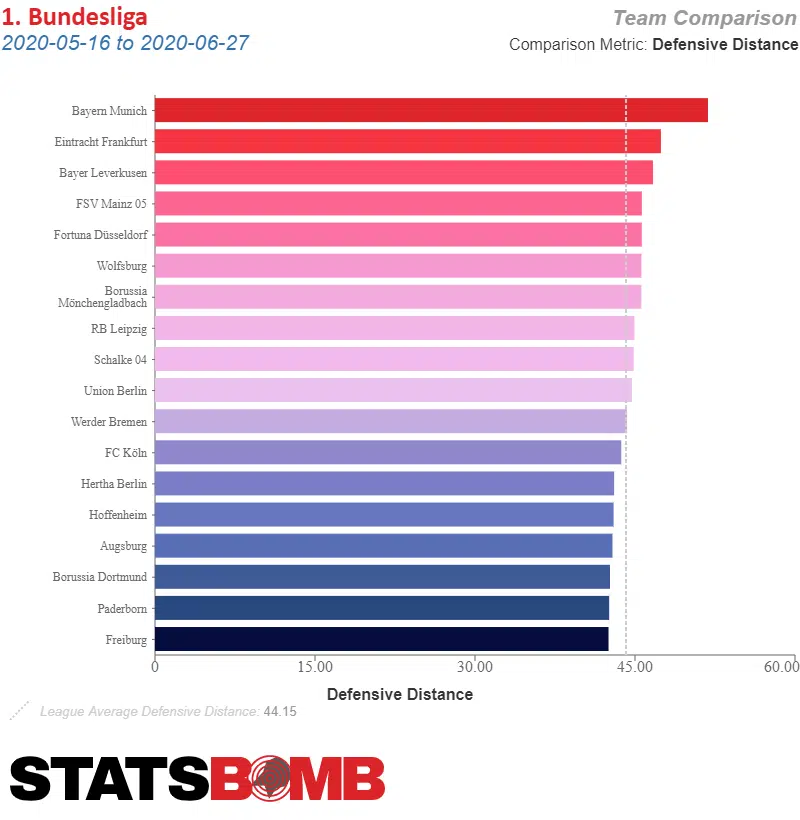 1. Bundesliga
Team Comparison
2020-05-16 to 2020-06-27
Comparison Metric: Defensive Distance
Bayern Munich
Eintracht Frankfurt
Bayer Leverkusen
FSV Mainz 05
Fortuna Düsseldorf
Wolfsburg
Borussia
Mönchengladbach
RB Leipzig
Schalke 04
Union Berlin
Werder Bremen
FC Köln
Hertha Berlin
Hoffenheim
Augsburg
Borussia Dortmund
Paderborn
Freiburg
0 15.00 30.00 45.00 60.00
Defensive Distance
League Average Defensive Distance: 44.15
STATSBOMB